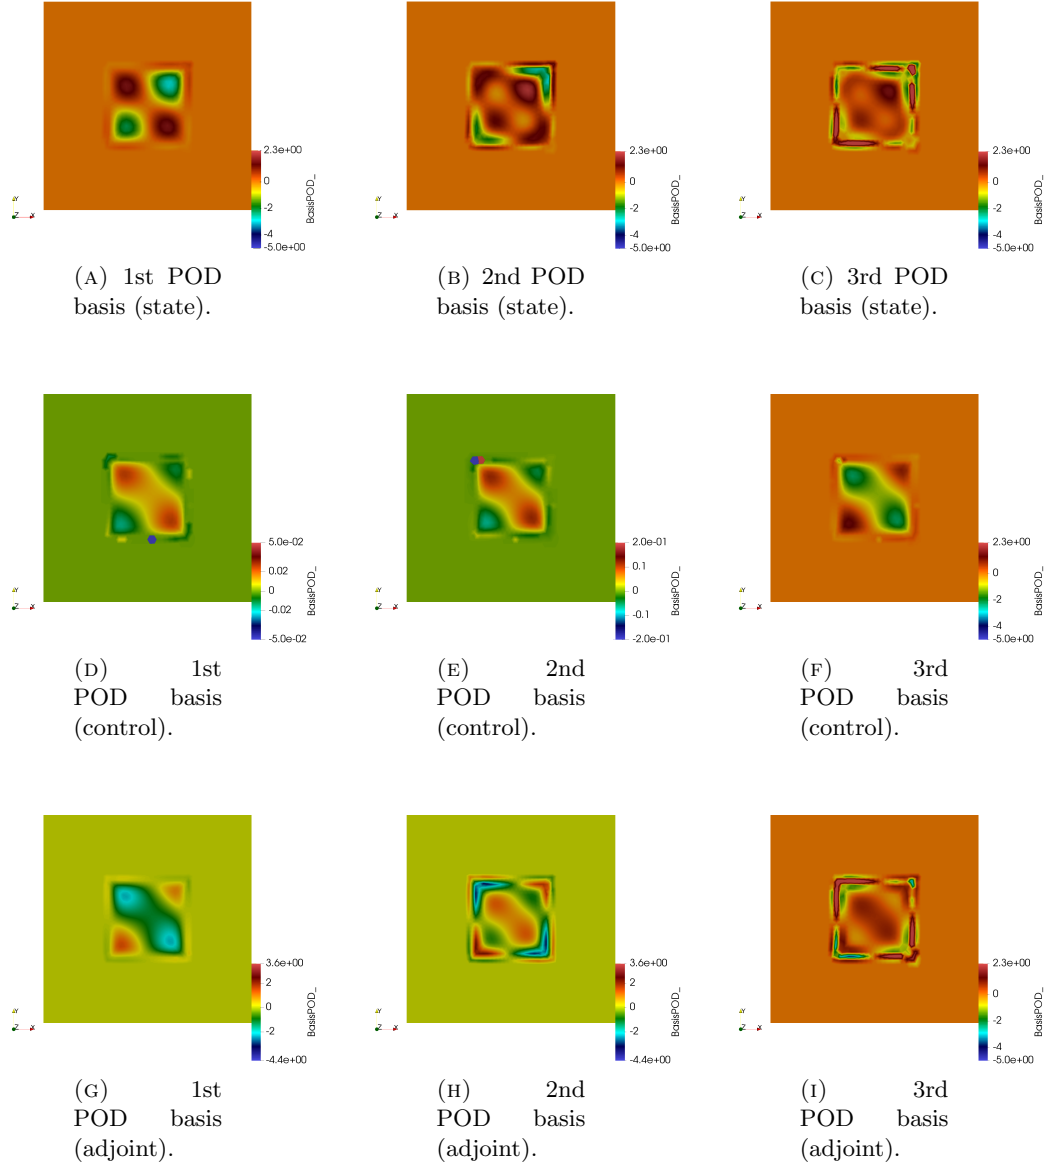 2.3e+00
0
-2
-4
-5.0e+00
BasisPOD_
Y
Z X
(A) 1st POD
basis (state).
2.3e+00
0
-2
-4
-5.0e+00
BasisPOD_
Y
Z X
(B) 2nd POD
basis (state).
2.3e+00
0
-2
-4
-5.0e+00
BasisPOD_
Y
Z X
(C) 3rd POD
basis (state).
5.0e-02
0.02
0
-0.02
-5.0e-02
BasisPOD_
Y
Z X
(D) 1st
POD basis
(control).
2.0e-01
0.1
0
-0.1
-2.0e-01
BasisPOD_
Y
Z X
(E) 2nd
POD basis
(control).
2.3e+00
0
-2
-4
-5.0e+00
BasisPOD_
Y
Z X
(F) 3rd
POD basis
(control).
3.6e+00
2
0
-2
-4.4e+00
BasisPOD_
Y
Z X
(G) 1st
POD basis
(adjoint).
3.6e+00
2
0
-2
-4.4e+00
BasisPOD_
Y
Z X
(H) 2nd
POD basis
(adjoint).
2.3e+00
0
-2
-4
-5.0e+00
BasisPOD_
Y
Z X
(I) 3rd
POD basis
(adjoint).